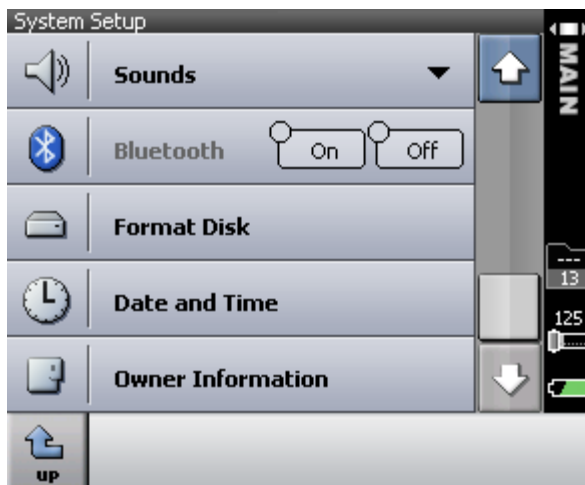 System Setup
MAIN
Sounds
Bluetooth On Off
Format Disk
---
13
Date and Time
125
Owner Information
UP